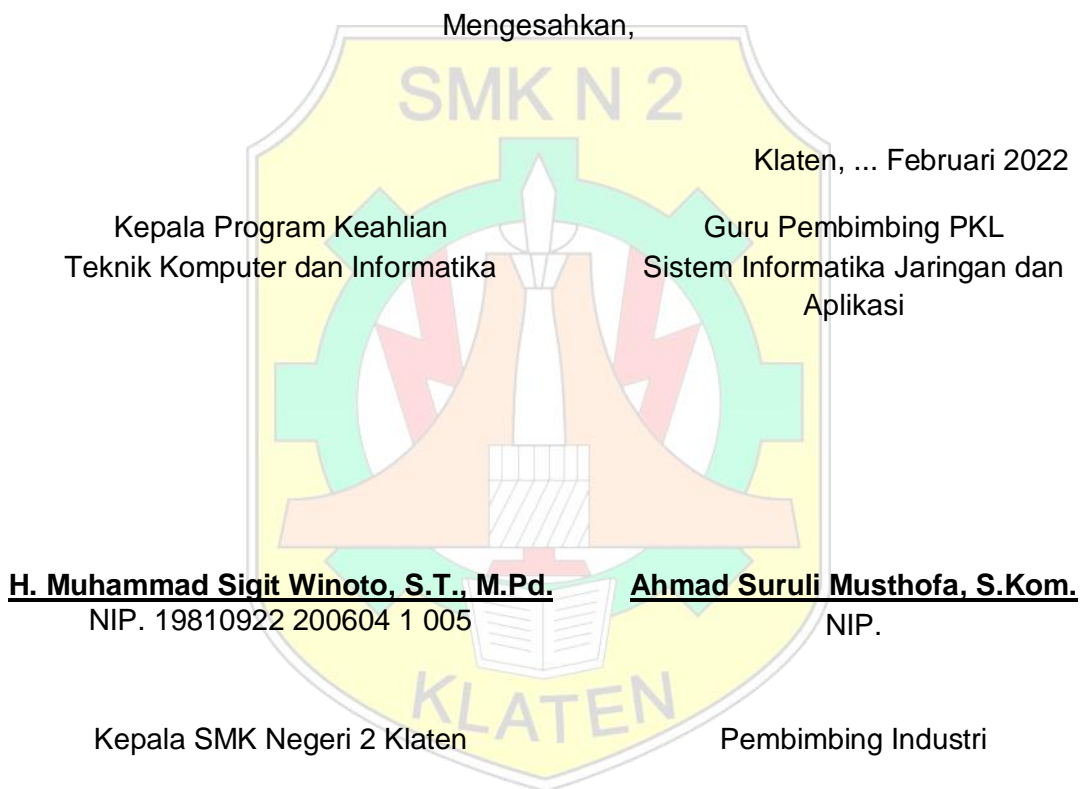 Mengesahkan,
SMK N 2
Klaten, ... Februari 2022
Kepala Program Keahlian
Teknik Komputer dan Informatika
Guru Pembimbing PKL
Sistem Informatika Jaringan dan
Aplikasi
H. Muhammad Sigit Winoto, S.T., M.Pd.
NIP. 19810922 200604 1 005
Ahmad Suruli Musthofa, S.Kom.
NIP.
KLATEN
Kepala SMK Negeri 2 Klaten
Pembimbing Industri